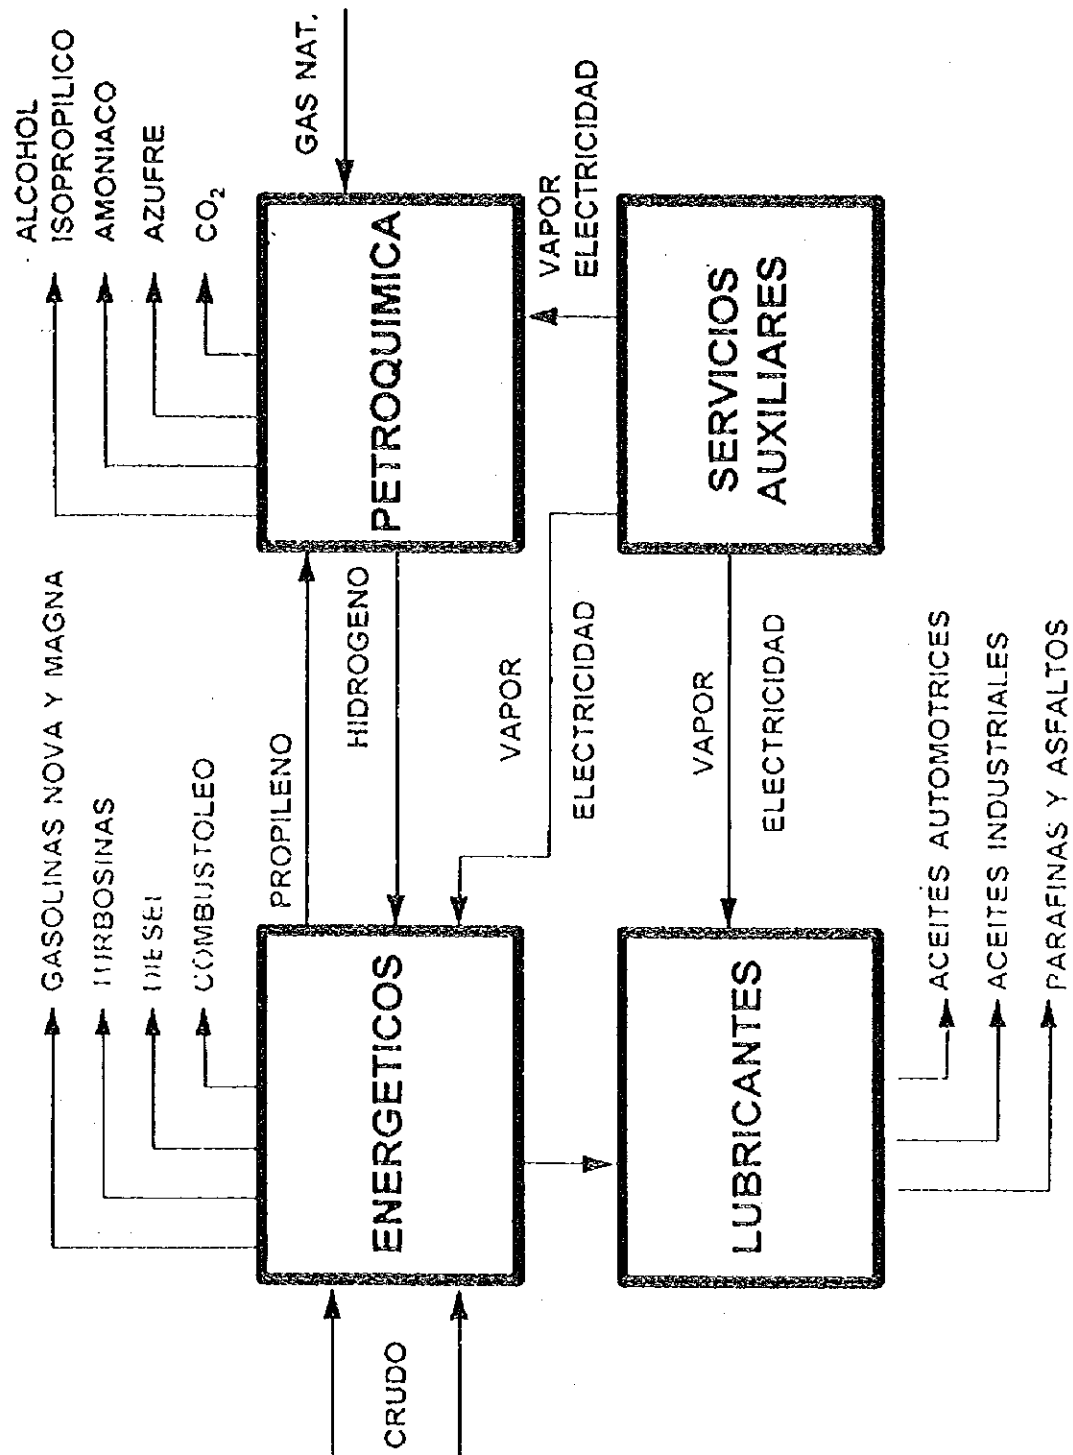 ALCOHOL
ISOPROPILICO
GASOLINAS NOVA Y MAGNA
AMONIACO
TURBOSINAS
AZUFRE
DIESEL
CO₂
COMBUSTOLEO
PROPILENO
GAS NAT.
HIDROGENO
CRUDO
ENERGETICOS
PETROQUIMICA
VAPOR
ELECTRICIDAD
VAPOR
ELECTRICIDAD
VAPOR
ELECTRICIDAD
LUBRICANTES
SERVICIOS
AUXILIARES
ACEITES AUTOMOTRICES
ACEITES INDUSTRIALES
PARAFINAS Y ASFALTOS